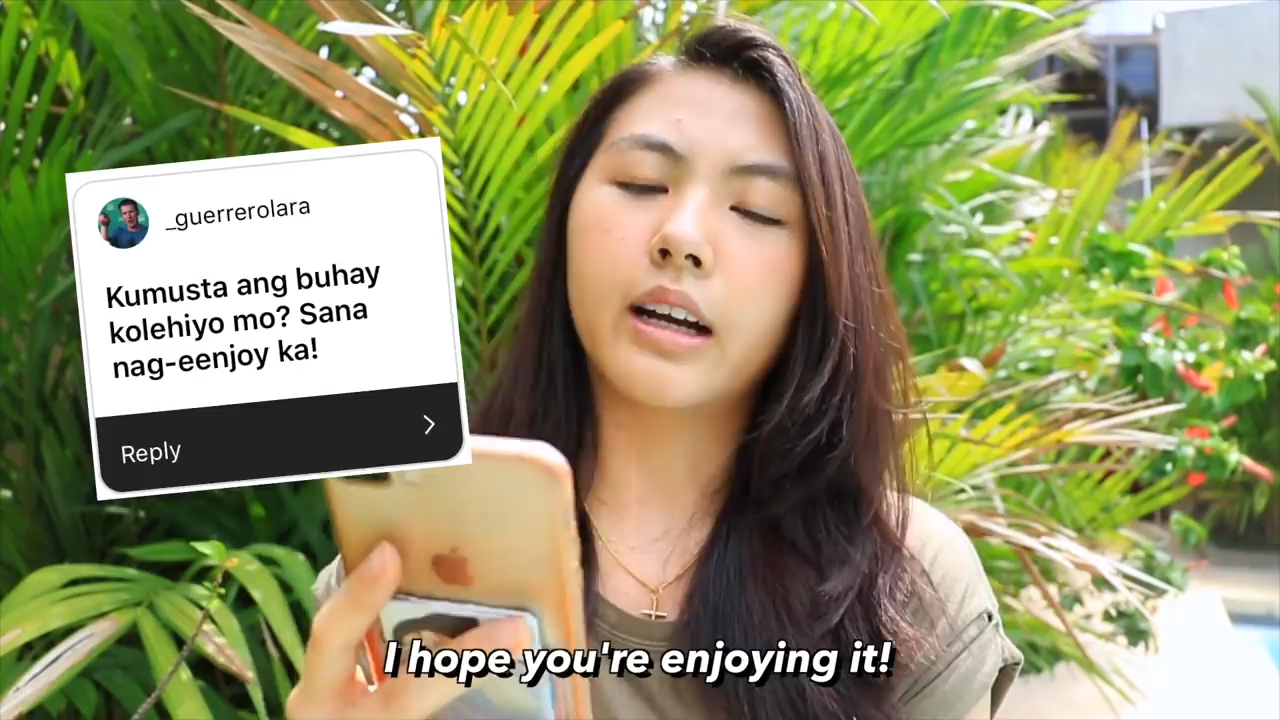 _guerrerolara
Kumusta ang buhay
kolehiyo mo? Sana
nag-eenjoy ka!
Reply
I hope you're enjoying it!